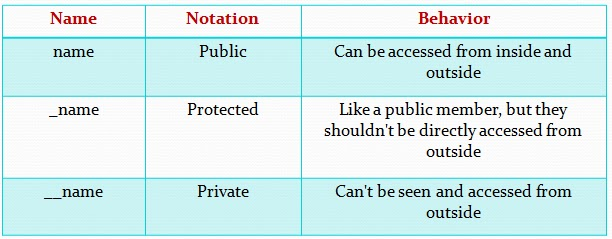 Name Notation Behavior
name Public Can be accessed from inside and
outside
_name Protected Like a public member, but they
shouldn't be directly accessed from
outside
__name Private Can't be seen and accessed from
outside